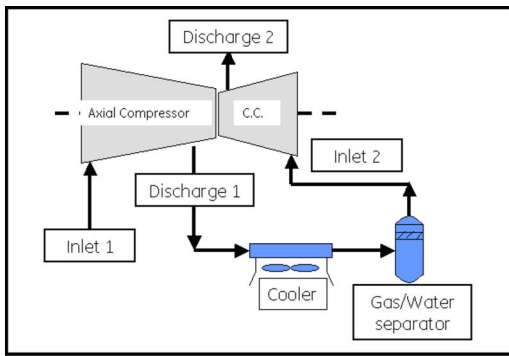 Discharge 2
Axial Compressor
C.C.
Inlet 2
Discharge 1
Inlet 1
Cooler
Gas/Water
separator